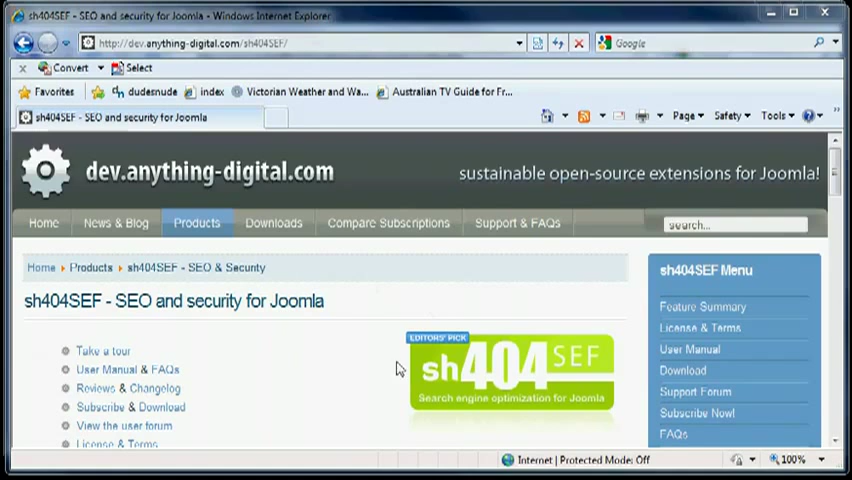 sh404SEF - SEO and security for Joomla - Windows Internet Explorer
http://dev.anything-digital.com/sh404SEF/
Google
x Convert Select
Favorites dn dudesnude index Victorian Weather and Wa... Australian TV Guide for Fr...
sh404SEF - SEO and security for Joomla
Page Safety Tools
dev.anything-digital.com
sustainable open-source extensions for Joomla!
Home News & Blog Products Downloads Compare Subscriptions Support & FAQs search...
Home Products sh404SEF - SEO & Security
sh404SEF - SEO and security for Joomla
Take a tour
User Manual & FAQs
Reviews & Changelog
Subscribe & Download
View the user forum
License & Terms
EDITORS' PICK
sh404SEF
Search engine optimization for Joomla
sh404SEF Menu
Feature Summary
License & Terms
User Manual
Download
Support Forum
Subscribe Now!
FAQs
Internet | Protected Mode: Off
100%